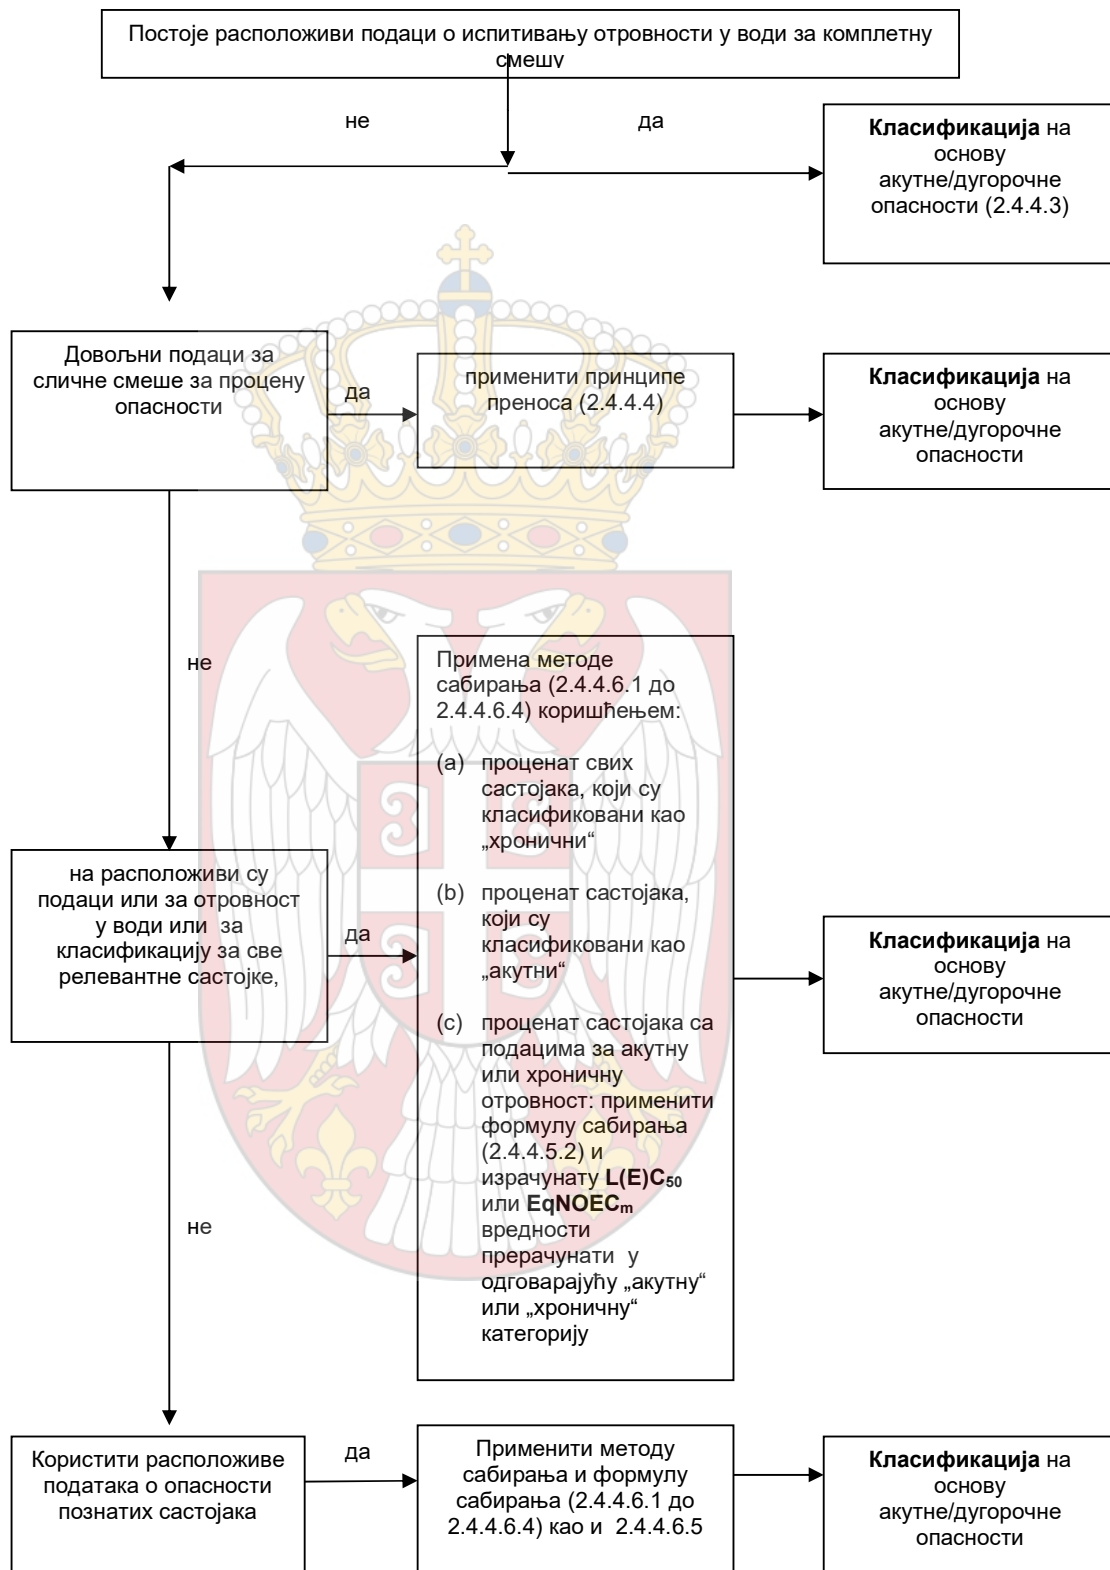 Постоје расположиви подаци о испитивању отровности у води за комплетну
смешу
не
да
Класификација на
основу
акутне/дугорочне
опасности (2.4.4.3)
Довољни подаци за
сличне смеше за процену
опасности
да
применити принципе
преноса (2.4.4.4)
Класификација на
основу
акутне/дугорочне
опасности
не
Примена методе
сабирања (2.4.4.6.1 до
2.4.4.6.4) коришћењем:
(a) проценат свих
састојака, који су
класификовани као
„хронични“
(b) проценат састојака,
који су
класификовани као
„акутни“
(c) проценат састојака са
подацима за акутну
или хроничну
отровност: применити
формулу сабирања
(2.4.4.5.2) и
израчунату L(E)C50
или EqNOECm
вредности
прерачунати у
одговарајућу „акутну“
или „хроничну“
категорију
на расположиви су
подаци или за отровност
у води или за
класификацију за све
релевантне састојке,
да
Класификација на
основу
акутне/дугорочне
опасности
не
Користити расположиве
података о опасности
познатих састојака
да
Применити методу
сабирања и формулу
сабирања (2.4.4.6.1 до
2.4.4.6.4) као и 2.4.4.6.5
Класификација на
основу
акутне/дугорочне
опасности